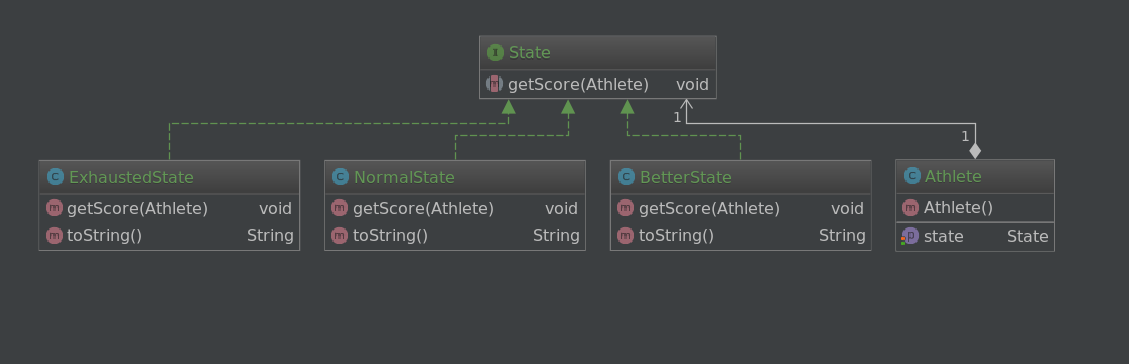 I State
m getScore(Athlete) void
1
1
C ExhaustedState
m getScore(Athlete) void
m toString() String
C NormalState
m getScore(Athlete) void
m toString() String
C BetterState
m getScore(Athlete) void
m toString() String
C Athlete
m Athlete()
p state State